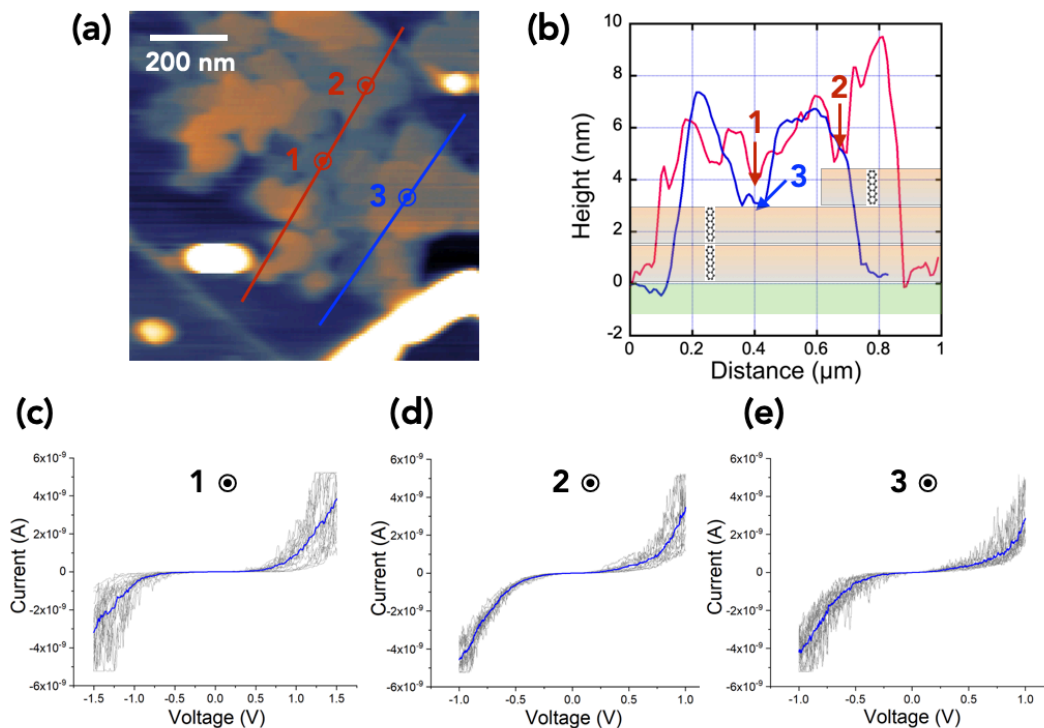 (a)
200 nm
2
1
3
(b)
Height (nm)
10
8
6
4
2
0
-2
1
2
3
0
0.2
0.4
0.6
0.8
1
Distance (µm)
(c)
1
Current (A)
6x10⁻⁹
4x10⁻⁹
2x10⁻⁹
0
-2x10⁻⁹
-4x10⁻⁹
-6x10⁻⁹
-1.5
-1.0
-0.5
0.0
0.5
1.0
1.5
Voltage (V)
(d)
2
Current (A)
6x10⁻⁹
4x10⁻⁹
2x10⁻⁹
0
-2x10⁻⁹
-4x10⁻⁹
-6x10⁻⁹
-1.0
-0.5
0.0
0.5
1.0
Voltage (V)
(e)
3
Current (A)
6x10⁻⁹
4x10⁻⁹
2x10⁻⁹
0
-2x10⁻⁹
-4x10⁻⁹
-6x10⁻⁹
-1.0
-0.5
0.0
0.5
1.0
Voltage (V)